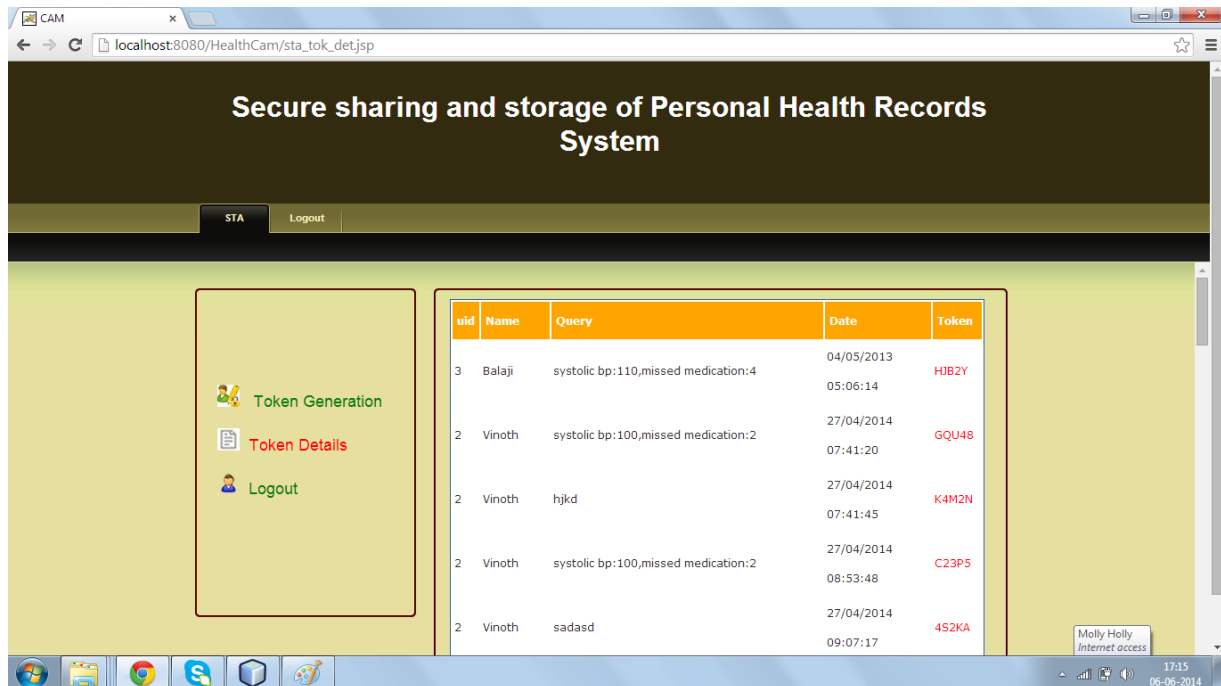 CAM
localhost:8080/HealthCam/sta_tok_det.jsp
Secure sharing and storage of Personal Health Records
System
STA
Logout
Token Generation
Token Details
Logout
uid Name Query Date Token
3 Balaji systolic bp:110,missed medication:4 04/05/2013 05:06:14 HJB2Y
2 Vinoth systolic bp:100,missed medication:2 27/04/2014 07:41:20 GQU48
2 Vinoth hjkd 27/04/2014 07:41:45 K4M2N
2 Vinoth systolic bp:100,missed medication:2 27/04/2014 08:53:48 C23P5
2 Vinoth sadasd 27/04/2014 09:07:17 4S2KA
Molly Holly
Internet access
17:15
06-06-2014